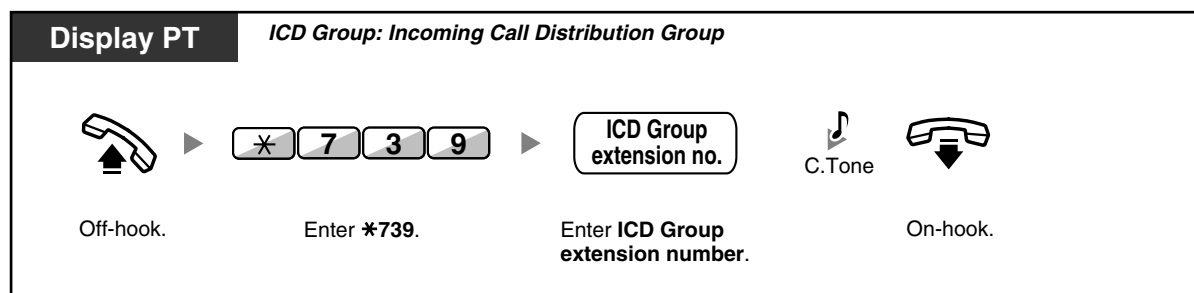 Display PT
ICD Group: Incoming Call Distribution Group
✳ 7 3 9
ICD Group
extension no.
C.Tone
Off-hook.
Enter ✳739.
Enter ICD Group
extension number.
On-hook.